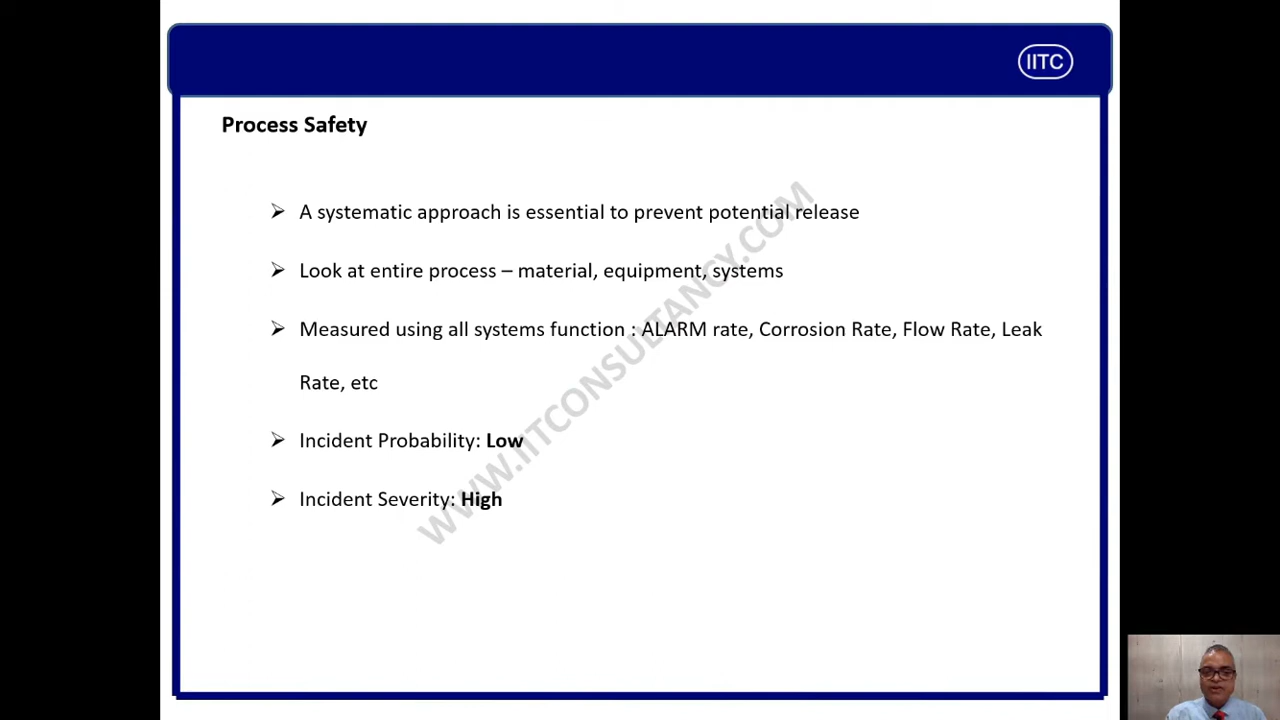 IITC
Process Safety
➢ A systematic approach is essential to prevent potential release
➢ Look at entire process – material, equipment, systems
➢ Measured using all systems function : ALARM rate, Corrosion Rate, Flow Rate, Leak
Rate, etc
➢ Incident Probability: Low
➢ Incident Severity: High
WWW.IITCONSULTANCY.COM